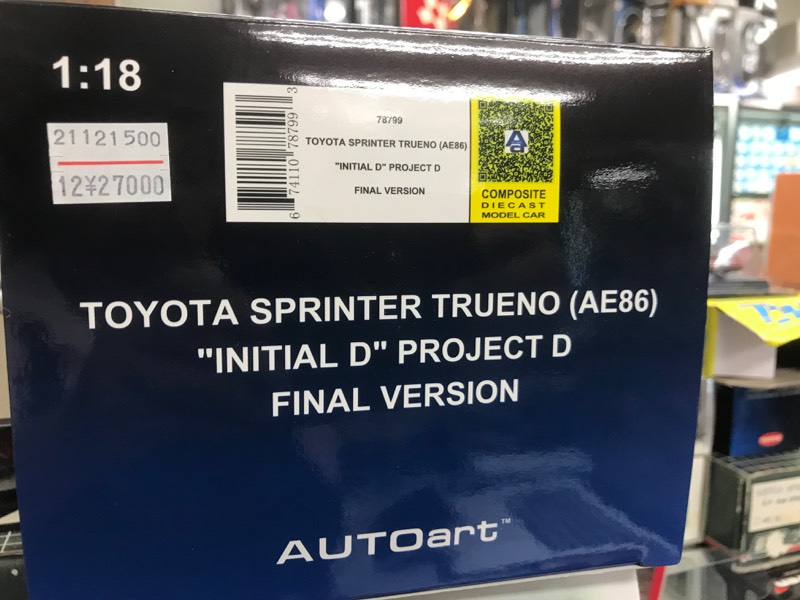 1:18
21121500
12¥27000
6 74110 78799 3
78799
TOYOTA SPRINTER TRUENO (AE86)
"INITIAL D" PROJECT D
FINAL VERSION
COMPOSITE
DIECAST
MODEL CAR
TOYOTA SPRINTER TRUENO (AE86)
"INITIAL D" PROJECT D
FINAL VERSION
AUTOart™